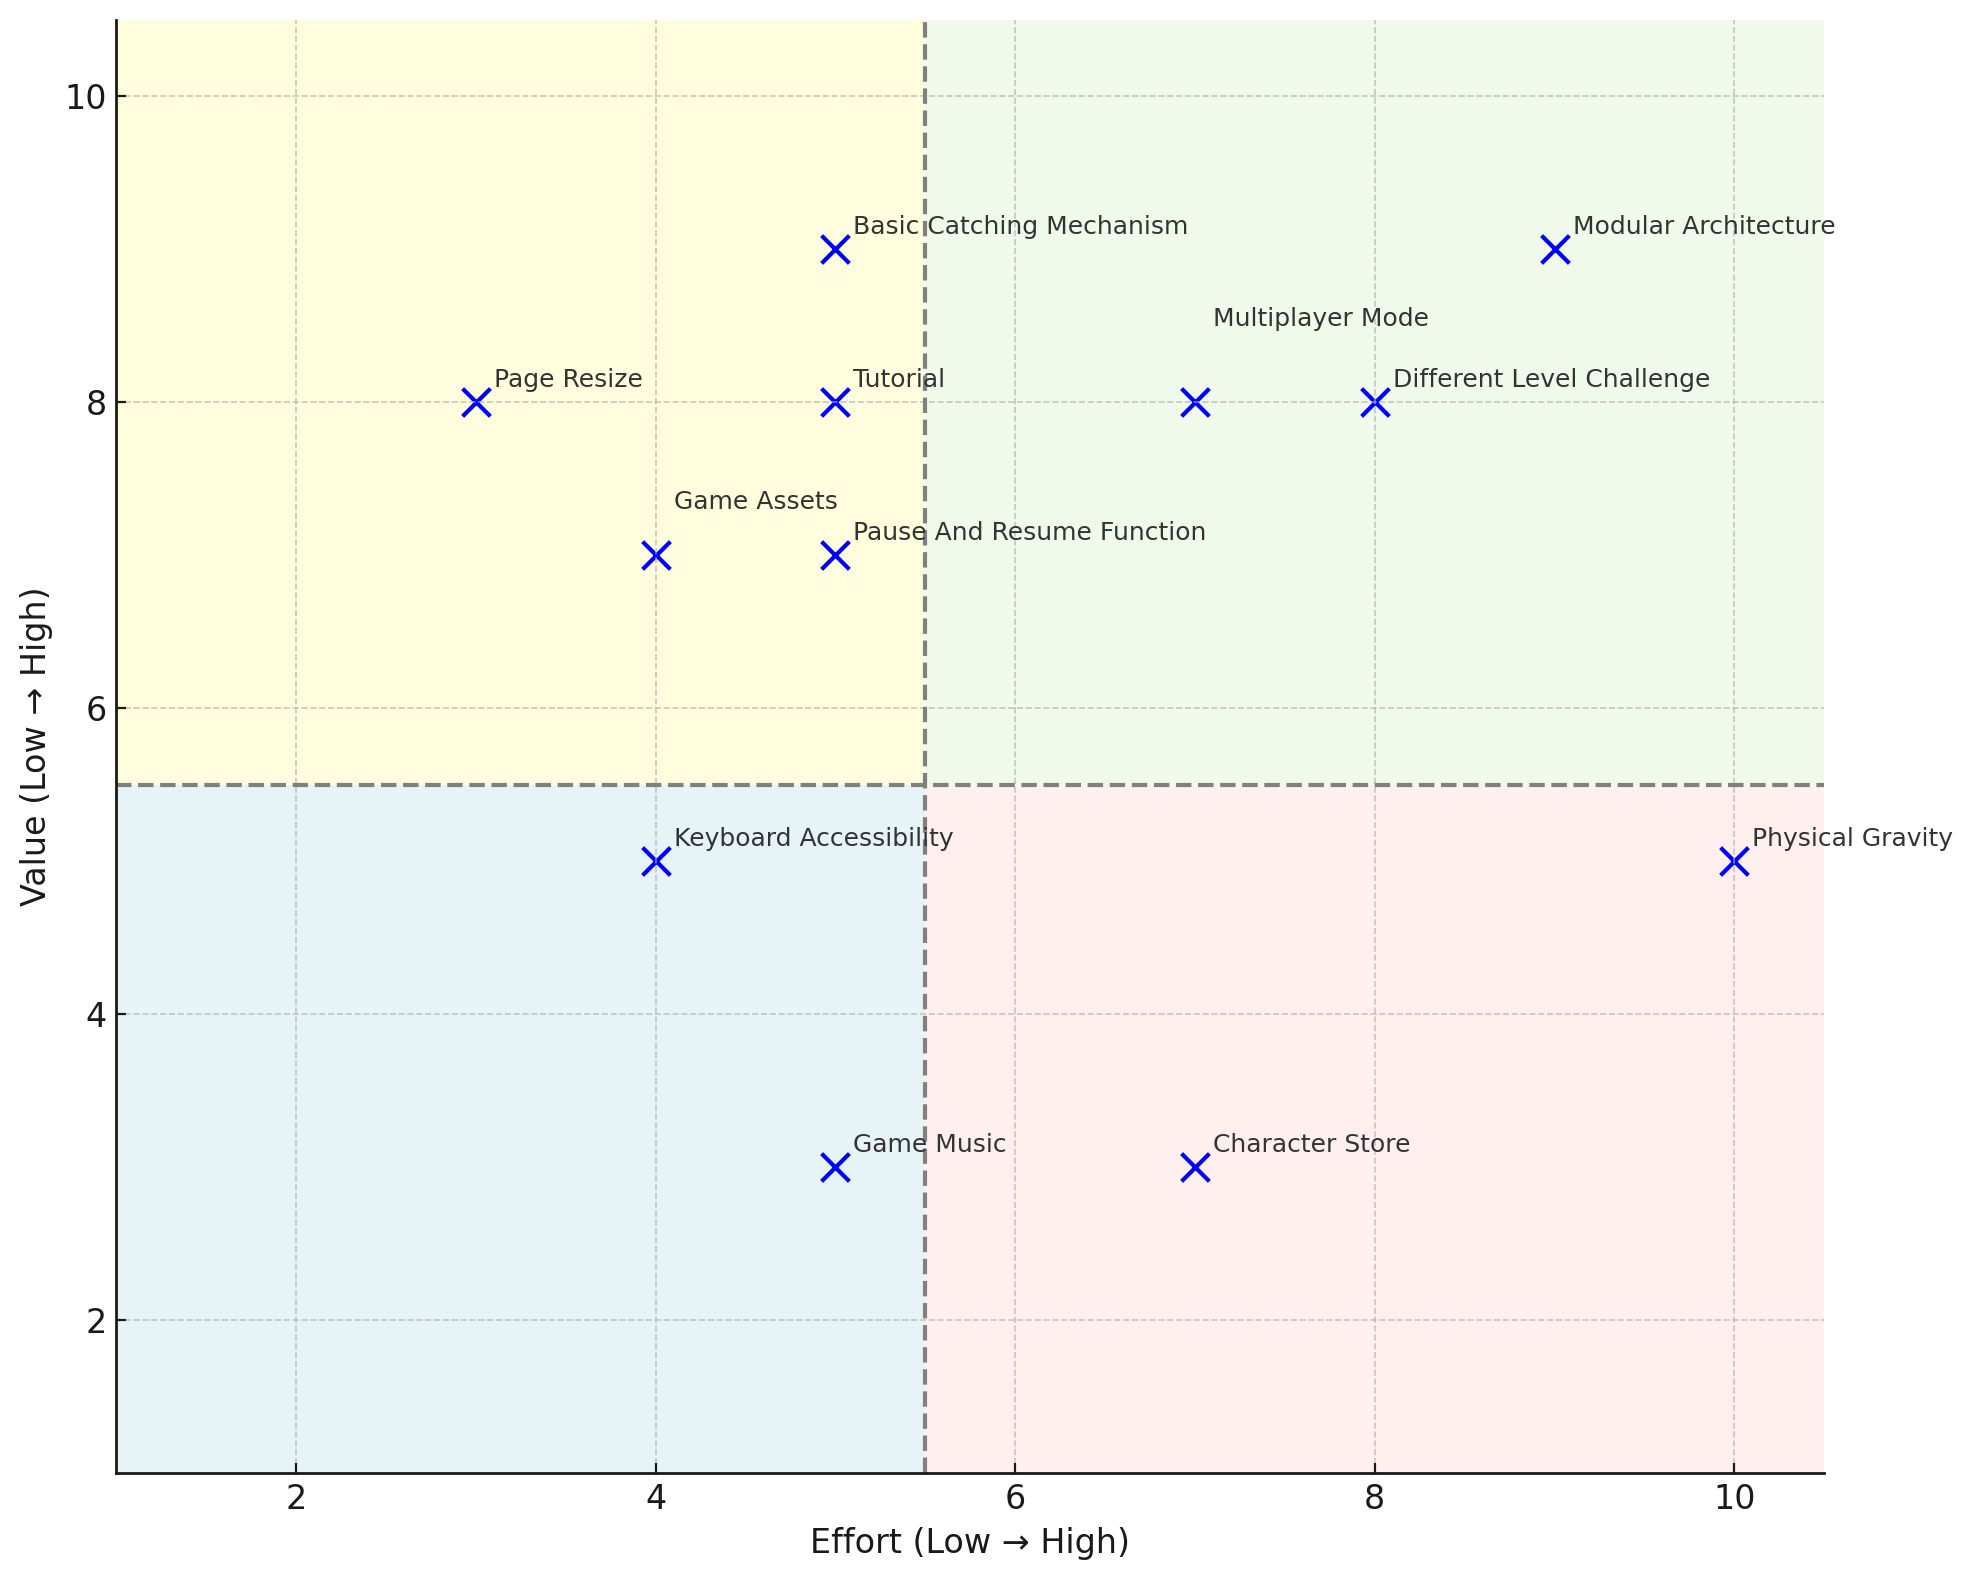 10
Basic Catching Mechanism
Modular Architecture
Multiplayer Mode
8
Page Resize
Tutorial
Different Level Challenge
Game Assets
Pause And Resume Function
6
Value (Low → High)
Keyboard Accessibility
Physical Gravity
4
Game Music
Character Store
2
2 4 6 8 10
Effort (Low → High)